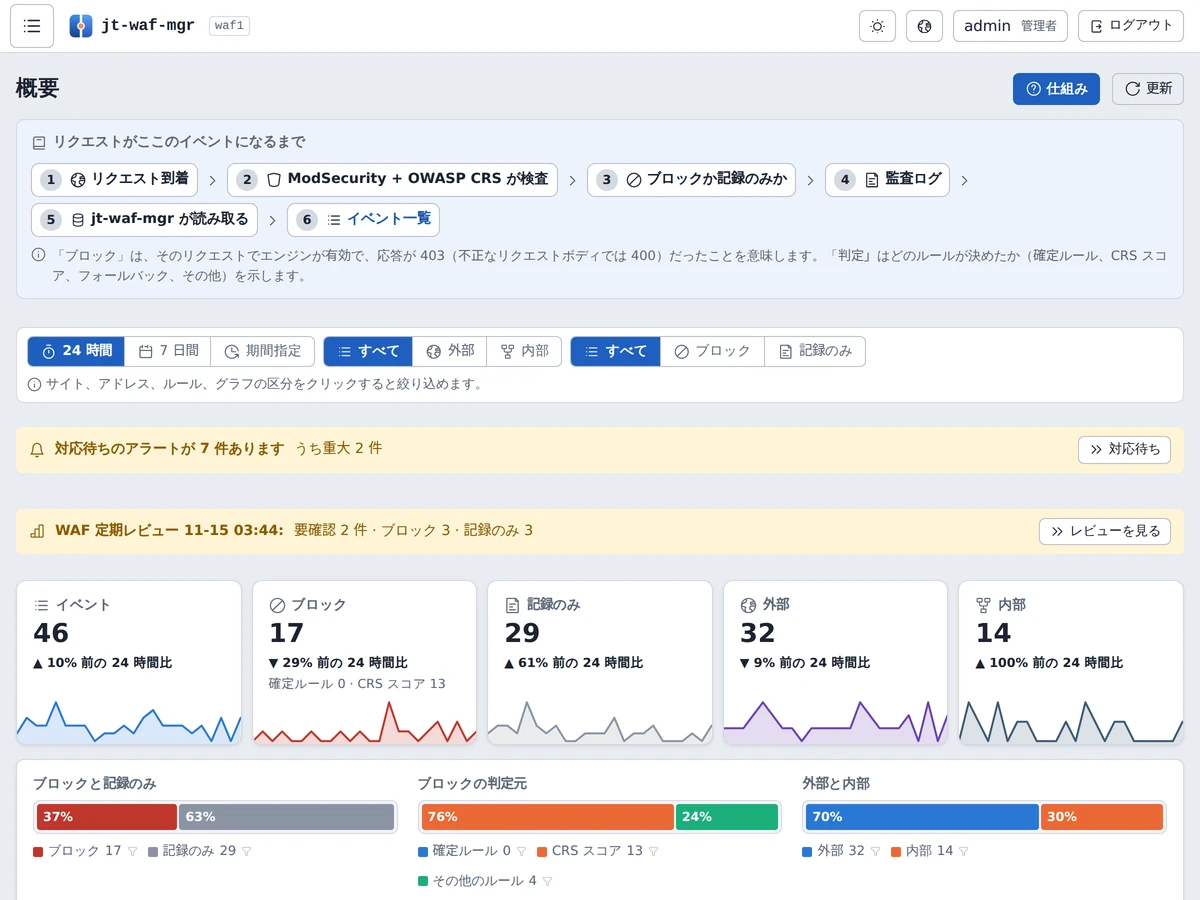 jt-waf-mgr waf1 admin 管理者 ログアウト
概要 仕組み 更新
リクエストがここのイベントになるまで
1 リクエスト到着 2 ModSecurity + OWASP CRS が検査 3 ブロックか記録のみか 4 監査ログ
5 jt-waf-mgr が読み取る 6 イベント一覧
「ブロック」は、そのリクエストでエンジンが有効で、応答が 403（不正なリクエストボディでは 400）だったことを意味します。「判定」はどのルールが決めたか（確定ルール、CRS スコ
ア、フォールバック、その他）を示します。
24 時間 7 日間 期間指定 すべて 外部 内部 すべて ブロック 記録のみ
サイト、アドレス、ルール、グラフの区分をクリックすると絞り込めます。
対応待ちのアラートが 7 件あります うち重大 2 件 対応待ち
WAF 定期レビュー 11-15 03:44: 要確認 2 件 · ブロック 3 · 記録のみ 3 レビューを見る
イベント ブロック 記録のみ 外部 内部
46 17 29 32 14
▲ 10% 前の 24 時間比 ▼ 29% 前の 24 時間比 ▲ 61% 前の 24 時間比 ▼ 9% 前の 24 時間比 ▲ 100% 前の 24 時間比
確定ルール 0 · CRS スコア 13
ブロックと記録のみ ブロックの判定元 外部と内部
37% 63% 76% 24% 70% 30%
ブロック 17 記録のみ 29 確定ルール 0 CRS スコア 13 外部 32 内部 14
その他のルール 4